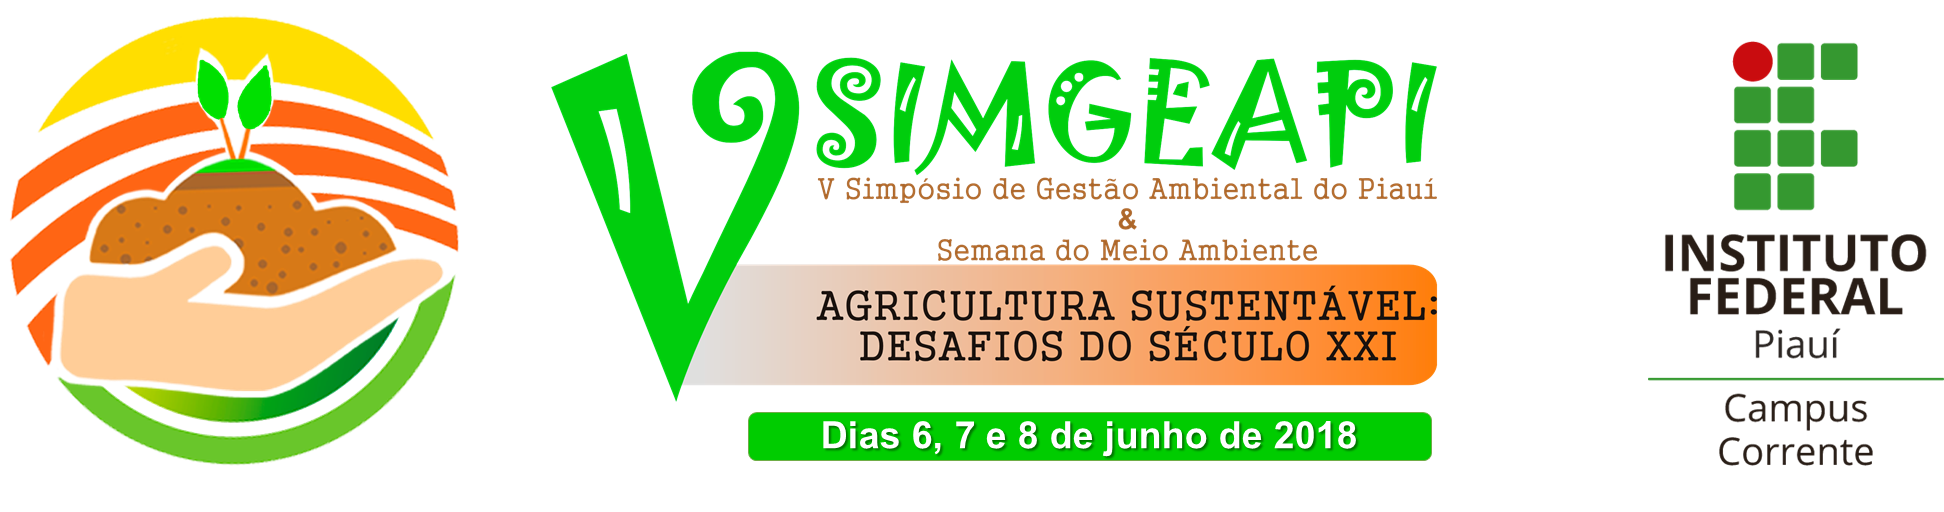 V SIMGEAPI
V Simpósio de Gestão Ambiental do Piauí
&
Semana do Meio Ambiente
AGRICULTURA SUSTENTÁVEL:
DESAFIOS DO SÉCULO XXI
Dias 6, 7 e 8 de junho de 2018
INSTITUTO
FEDERAL
Piauí
Campus
Corrente